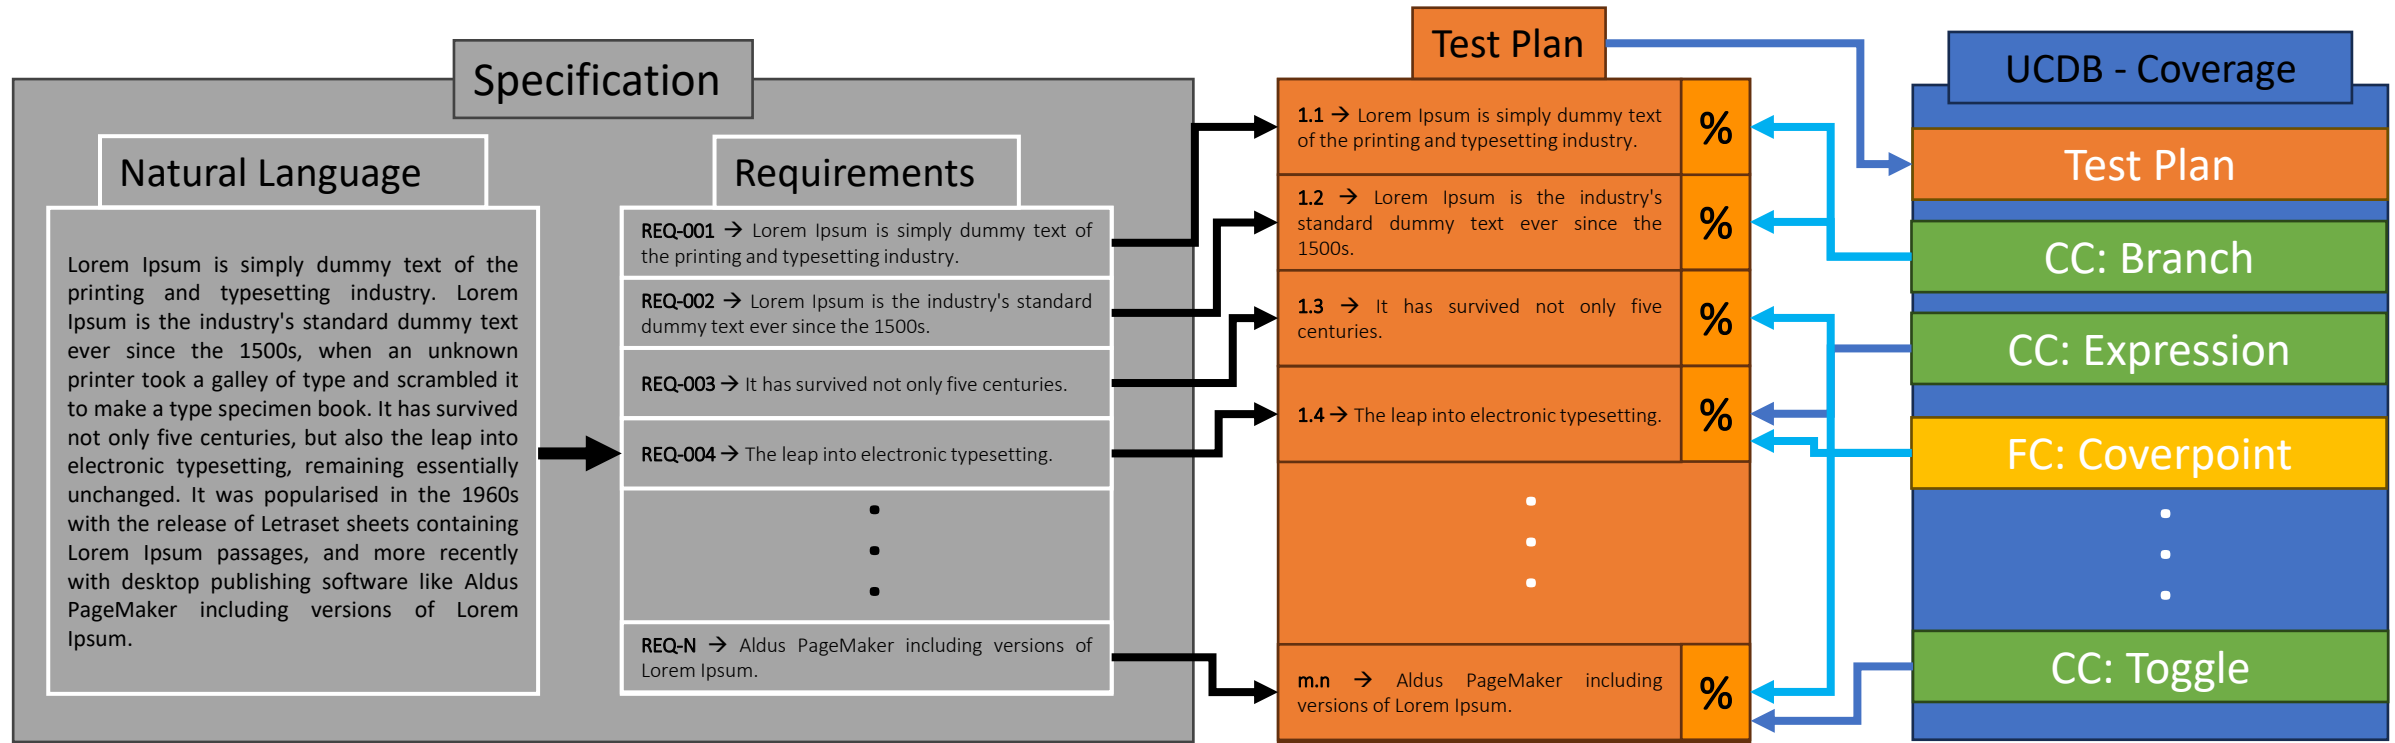 Specification
Natural Language
Lorem Ipsum is simply dummy text of the
printing and typesetting industry. Lorem
Ipsum is the industry's standard dummy text
ever since the 1500s, when an unknown
printer took a galley of type and scrambled it
to make a type specimen book. It has survived
not only five centuries, but also the leap into
electronic typesetting, remaining essentially
unchanged. It was popularised in the 1960s
with the release of Letraset sheets containing
Lorem Ipsum passages, and more recently
with desktop publishing software like Aldus
PageMaker including versions of Lorem
Ipsum.
Requirements
REQ-001 → Lorem Ipsum is simply dummy text of
the printing and typesetting industry.
REQ-002 → Lorem Ipsum is the industry's standard
dummy text ever since the 1500s.
REQ-003 → It has survived not only five centuries.
REQ-004 → The leap into electronic typesetting.
REQ-N → Aldus PageMaker including versions of
Lorem Ipsum.
Test Plan
1.1 → Lorem Ipsum is simply dummy text
of the printing and typesetting industry.
%
1.2 → Lorem Ipsum is the industry's
standard dummy text ever since the
1500s.
%
1.3 → It has survived not only five
centuries.
%
1.4 → The leap into electronic typesetting.
%
m.n → Aldus PageMaker including
versions of Lorem Ipsum.
%
UCDB - Coverage
Test Plan
CC: Branch
CC: Expression
FC: Coverpoint
CC: Toggle